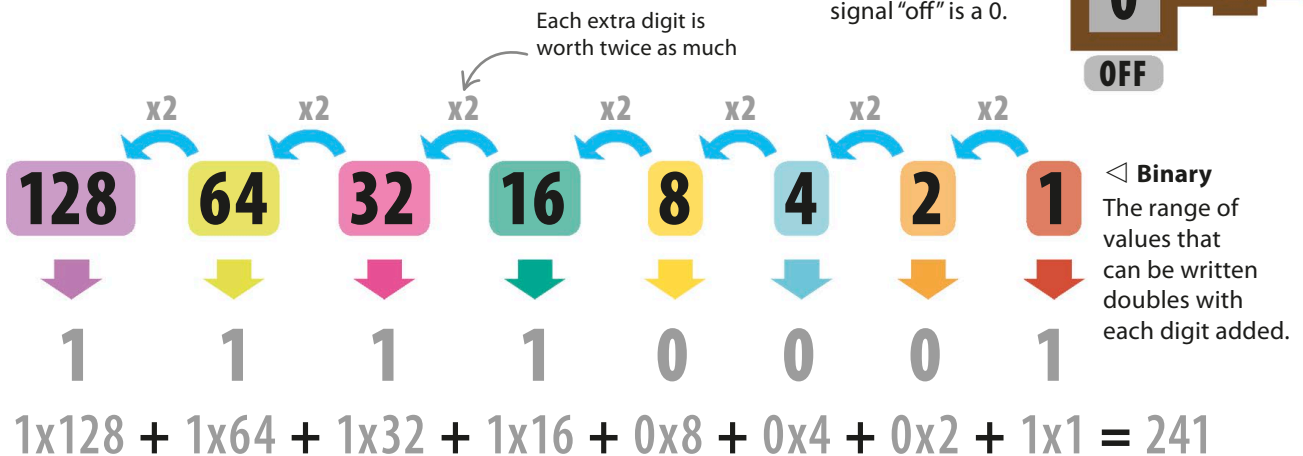 signal “off” is a 0.
0
OFF
Each extra digit is
worth twice as much
x2 x2 x2 x2 x2 x2 x2
128 64 32 16 8 4 2 1
◁ Binary
The range of
values that
can be written
doubles with
each digit added.
1 1 1 1 0 0 0 1
1x128 + 1x64 + 1x32 + 1x16 + 0x8 + 0x4 + 0x2 + 1x1 = 241